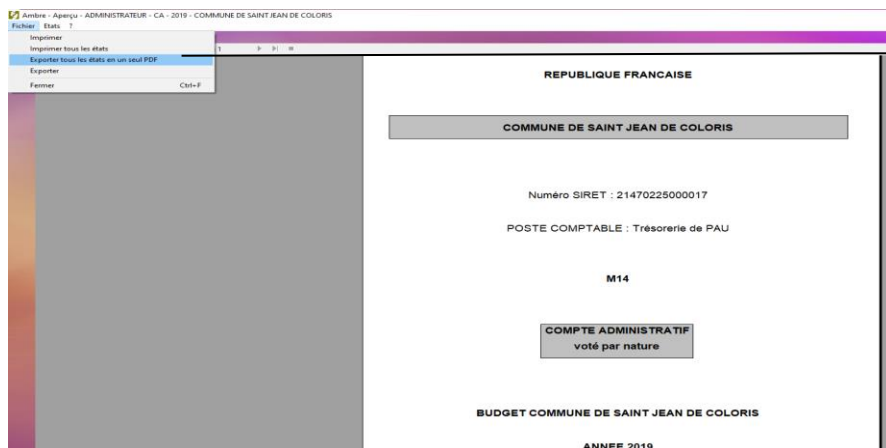 Ambre - Aperçu - ADMINISTRATEUR - CA - 2019 - COMMUNE DE SAINT JEAN DE COLORIS
Fichier Etats ?
Imprimer
Imprimer tous les états
1
Exporter tous les états en un seul PDF
Exporter
Fermer Ctrl+F
REPUBLIQUE FRANCAISE
COMMUNE DE SAINT JEAN DE COLORIS
Numéro SIRET : 21470225000017
POSTE COMPTABLE : Trésorerie de PAU
M14
COMPTE ADMINISTRATIF
voté par nature
BUDGET COMMUNE DE SAINT JEAN DE COLORIS
ANNEE 2019